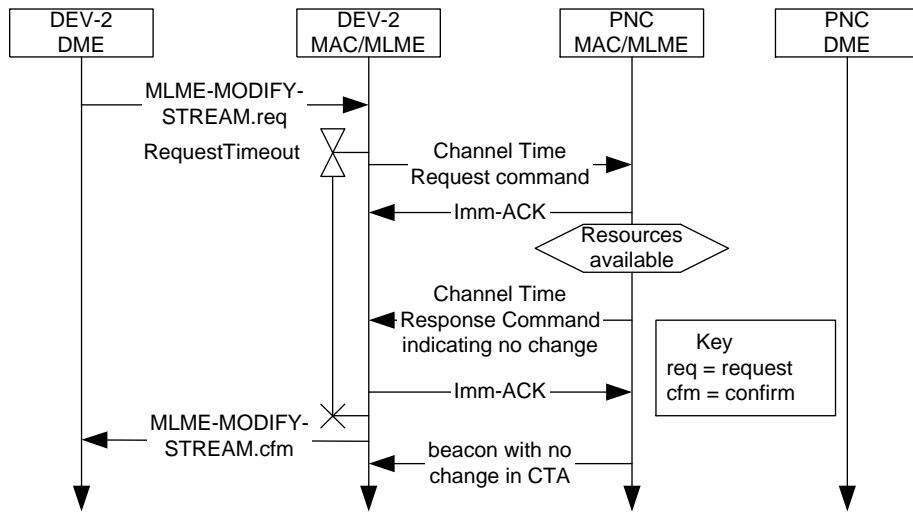 DEV-2
DME
DEV-2
MAC/MLME
PNC
MAC/MLME
PNC
DME
MLME-MODIFY-
STREAM.req
RequestTimeout
Channel Time
Request command
Imm-ACK
Resources
available
Channel Time
Response Command
indicating no change
Key
req = request
cfm = confirm
Imm-ACK
MLME-MODIFY-
STREAM.cfm
beacon with no
change in CTA